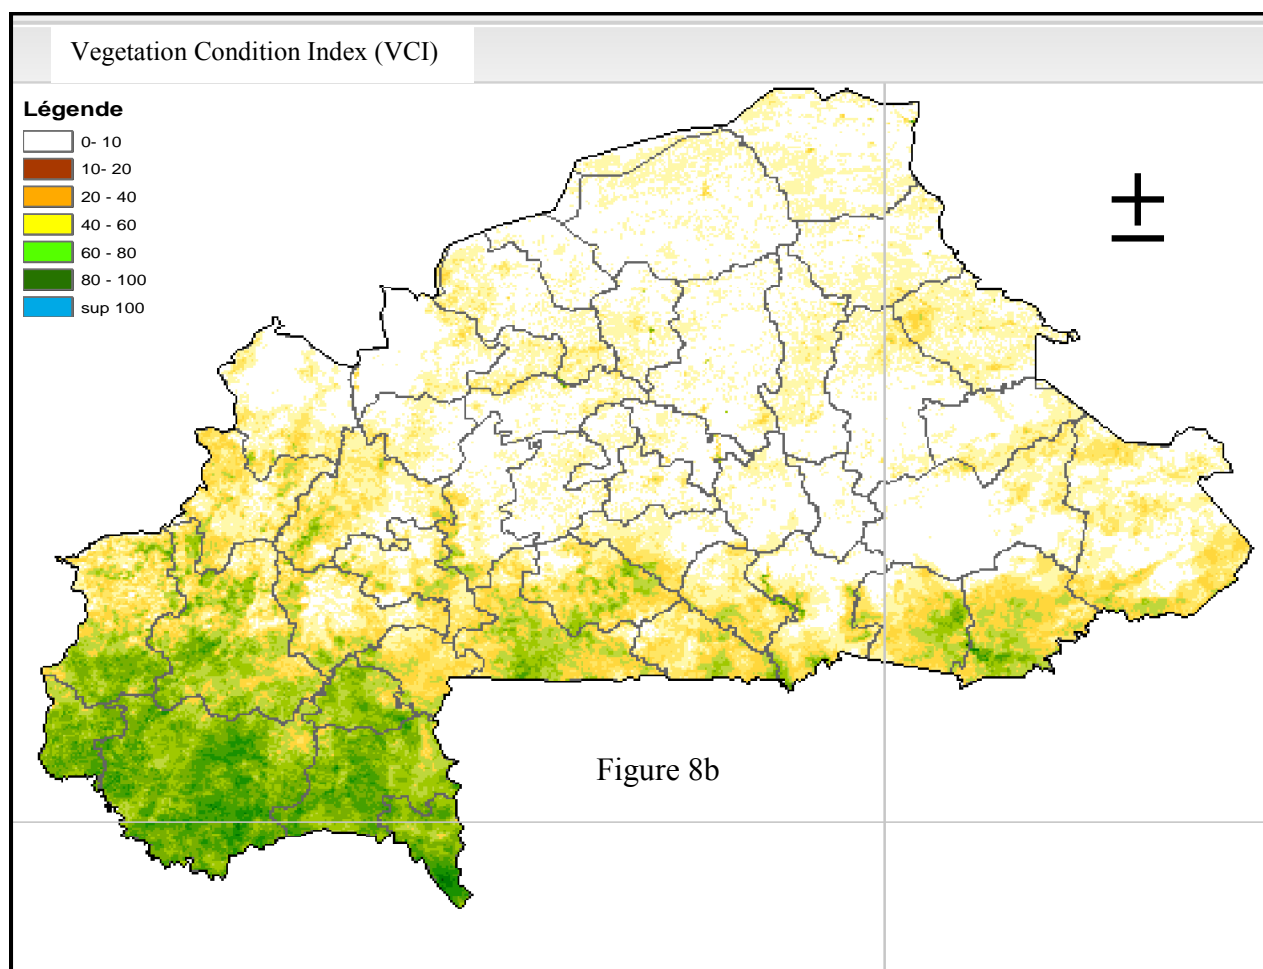 Vegetation Condition Index (VCI)
Légende
0- 10
10- 20
20 - 40
40 - 60
60 - 80
80 - 100
sup 100
±
Figure 8b